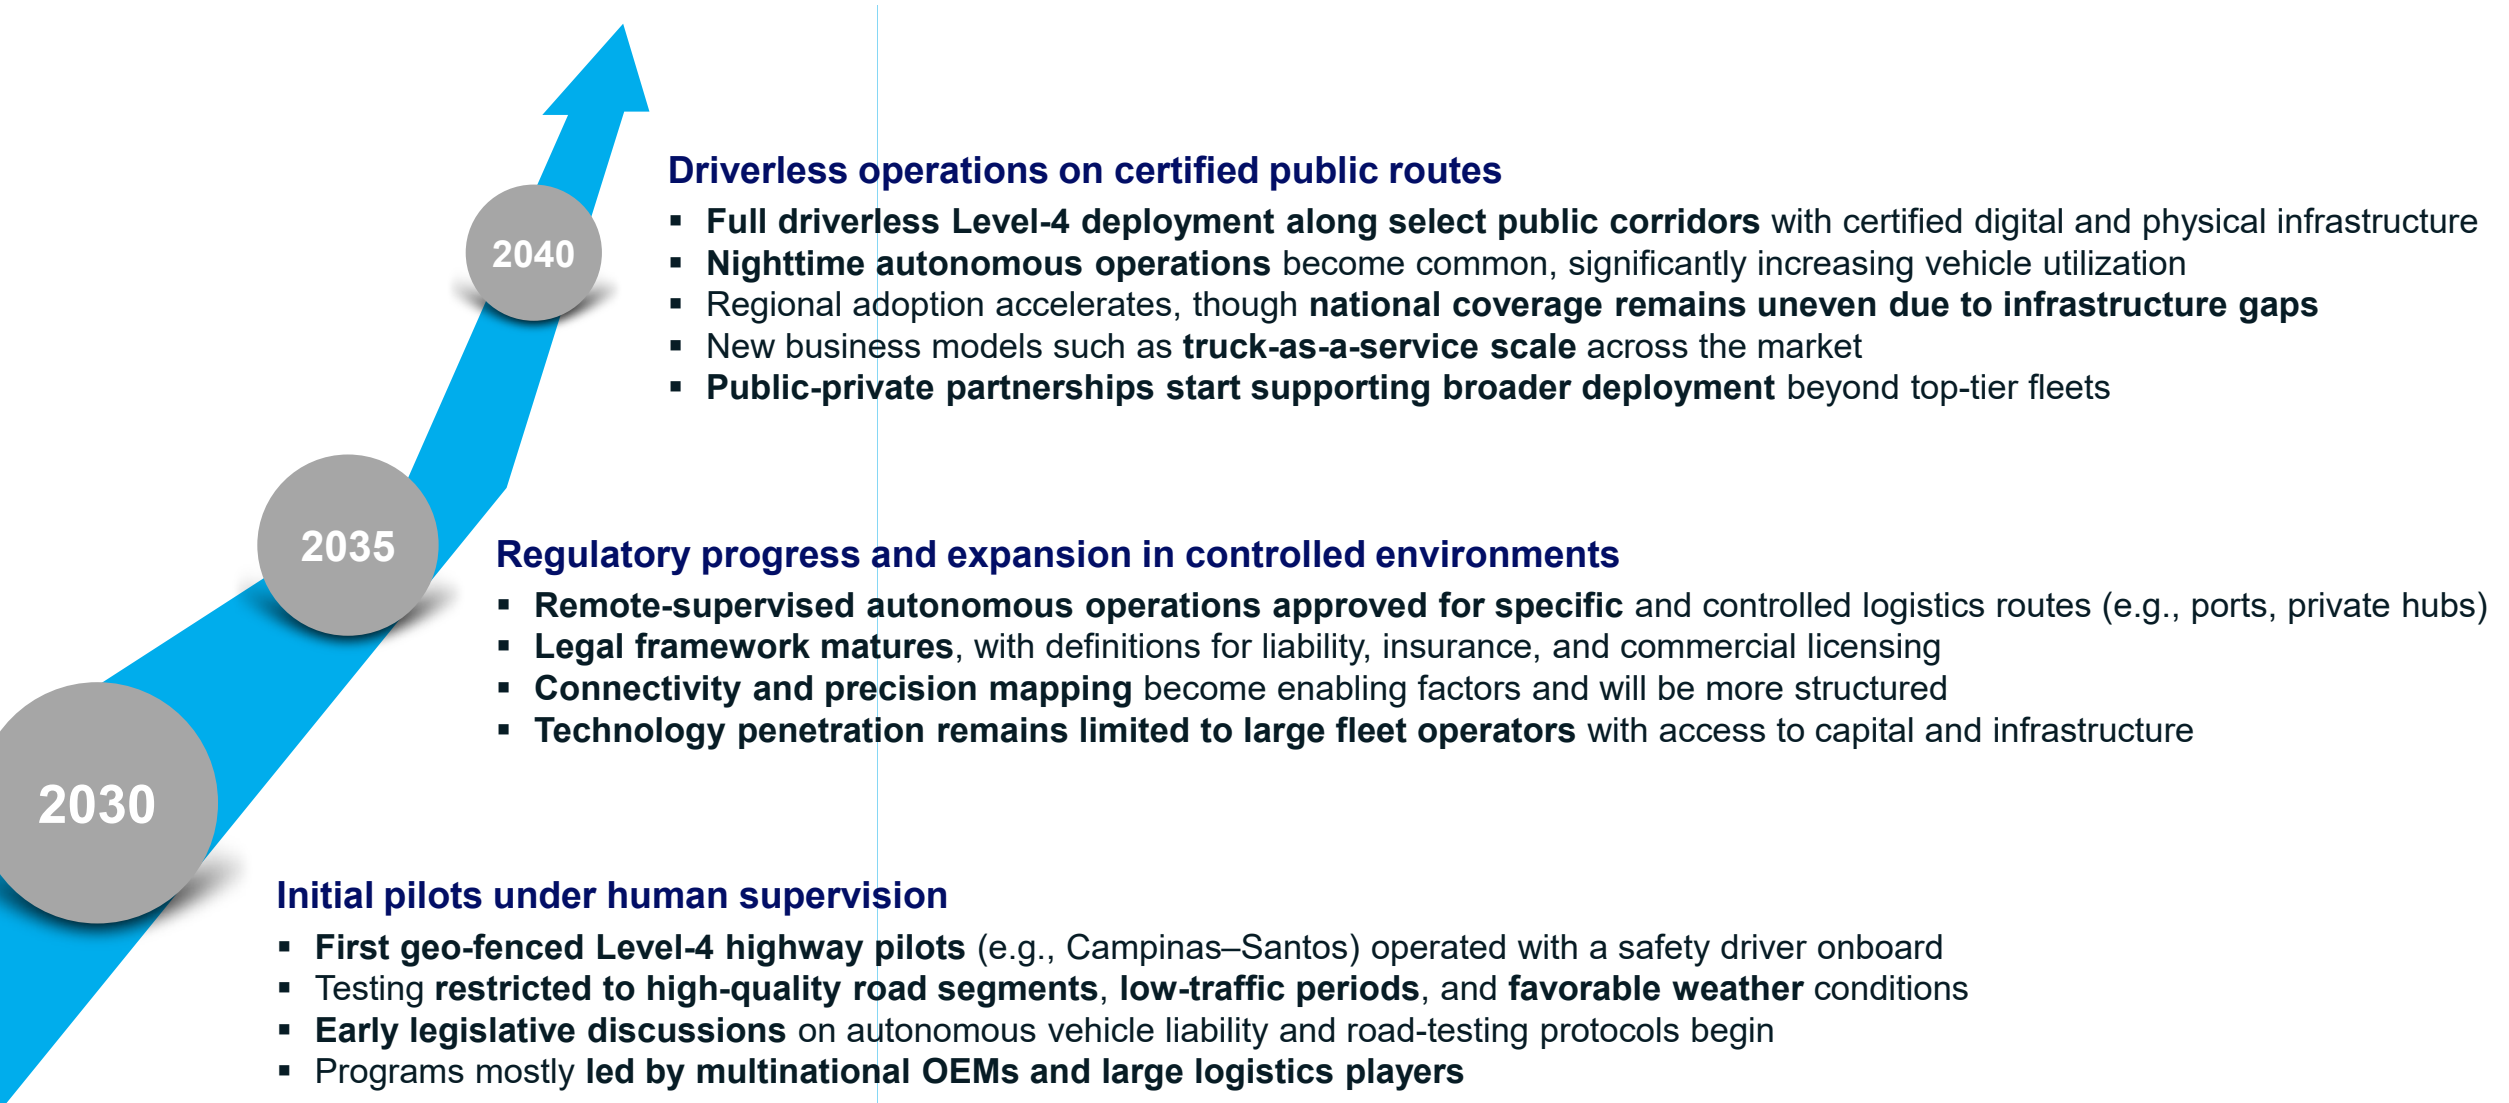 2040
Driverless operations on certified public routes
▪ Full driverless Level-4 deployment along select public corridors with certified digital and physical infrastructure
▪ Nighttime autonomous operations become common, significantly increasing vehicle utilization
▪ Regional adoption accelerates, though national coverage remains uneven due to infrastructure gaps
▪ New business models such as truck-as-a-service scale across the market
▪ Public-private partnerships start supporting broader deployment beyond top-tier fleets
2035
Regulatory progress and expansion in controlled environments
▪ Remote-supervised autonomous operations approved for specific and controlled logistics routes (e.g., ports, private hubs)
▪ Legal framework matures, with definitions for liability, insurance, and commercial licensing
▪ Connectivity and precision mapping become enabling factors and will be more structured
▪ Technology penetration remains limited to large fleet operators with access to capital and infrastructure
2030
Initial pilots under human supervision
▪ First geo-fenced Level-4 highway pilots (e.g., Campinas–Santos) operated with a safety driver onboard
▪ Testing restricted to high-quality road segments, low-traffic periods, and favorable weather conditions
▪ Early legislative discussions on autonomous vehicle liability and road-testing protocols begin
▪ Programs mostly led by multinational OEMs and large logistics players